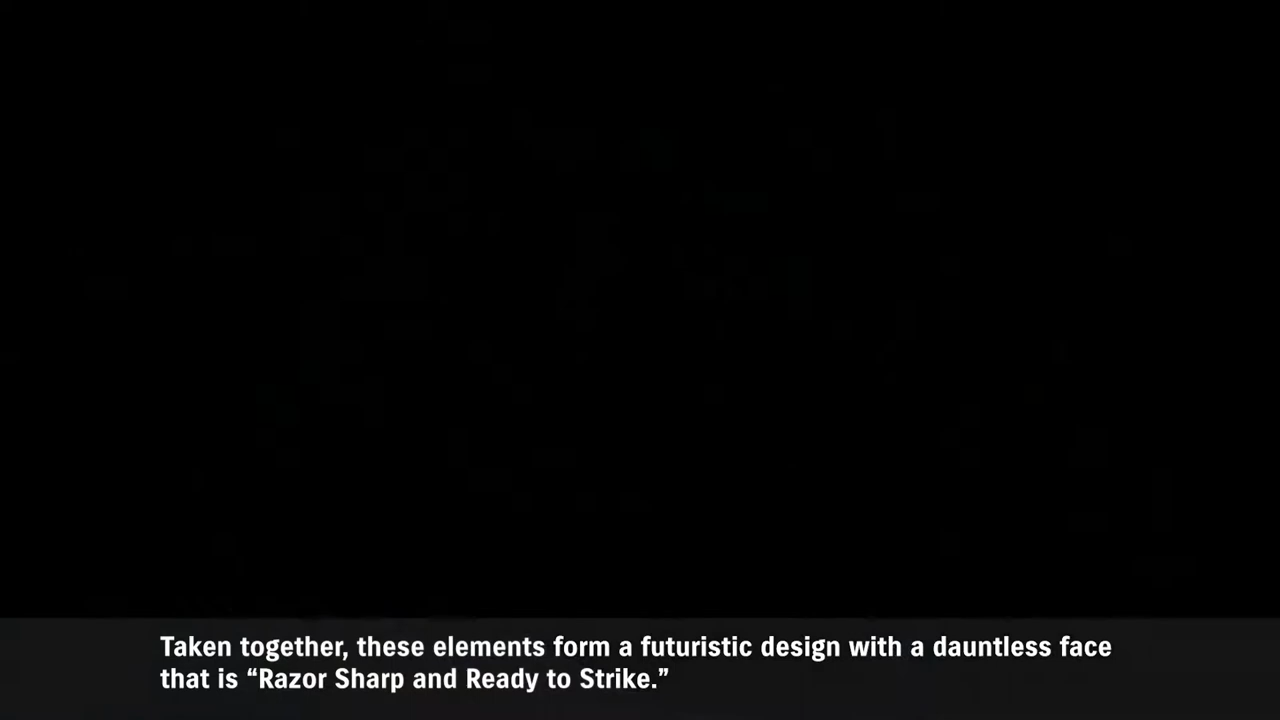 Taken together, these elements form a futuristic design with a dauntless face
that is “Razor Sharp and Ready to Strike.”